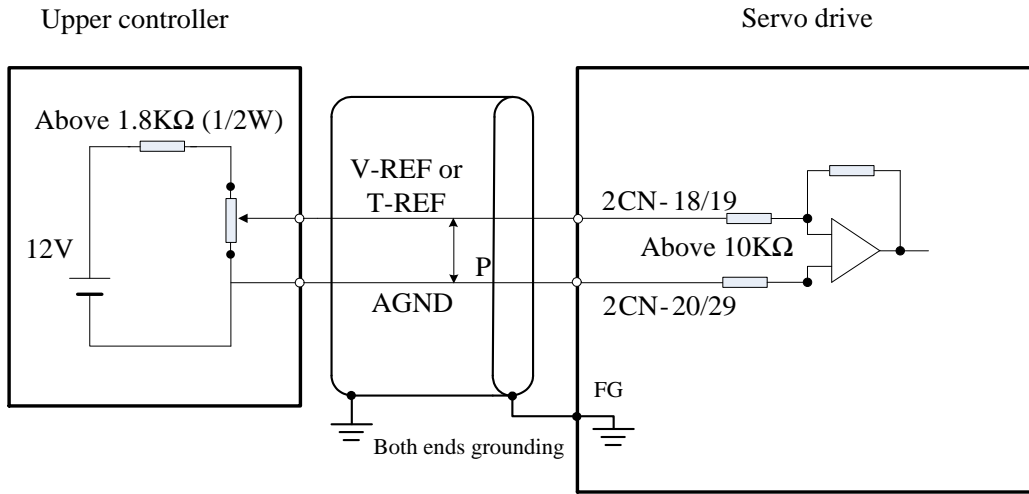 Upper controller
Servo drive
Above 1.8KΩ (1/2W)
V-REF or
T-REF
2CN-18/19
12V
P
Above 10KΩ
AGND
2CN-20/29
FG
Both ends grounding